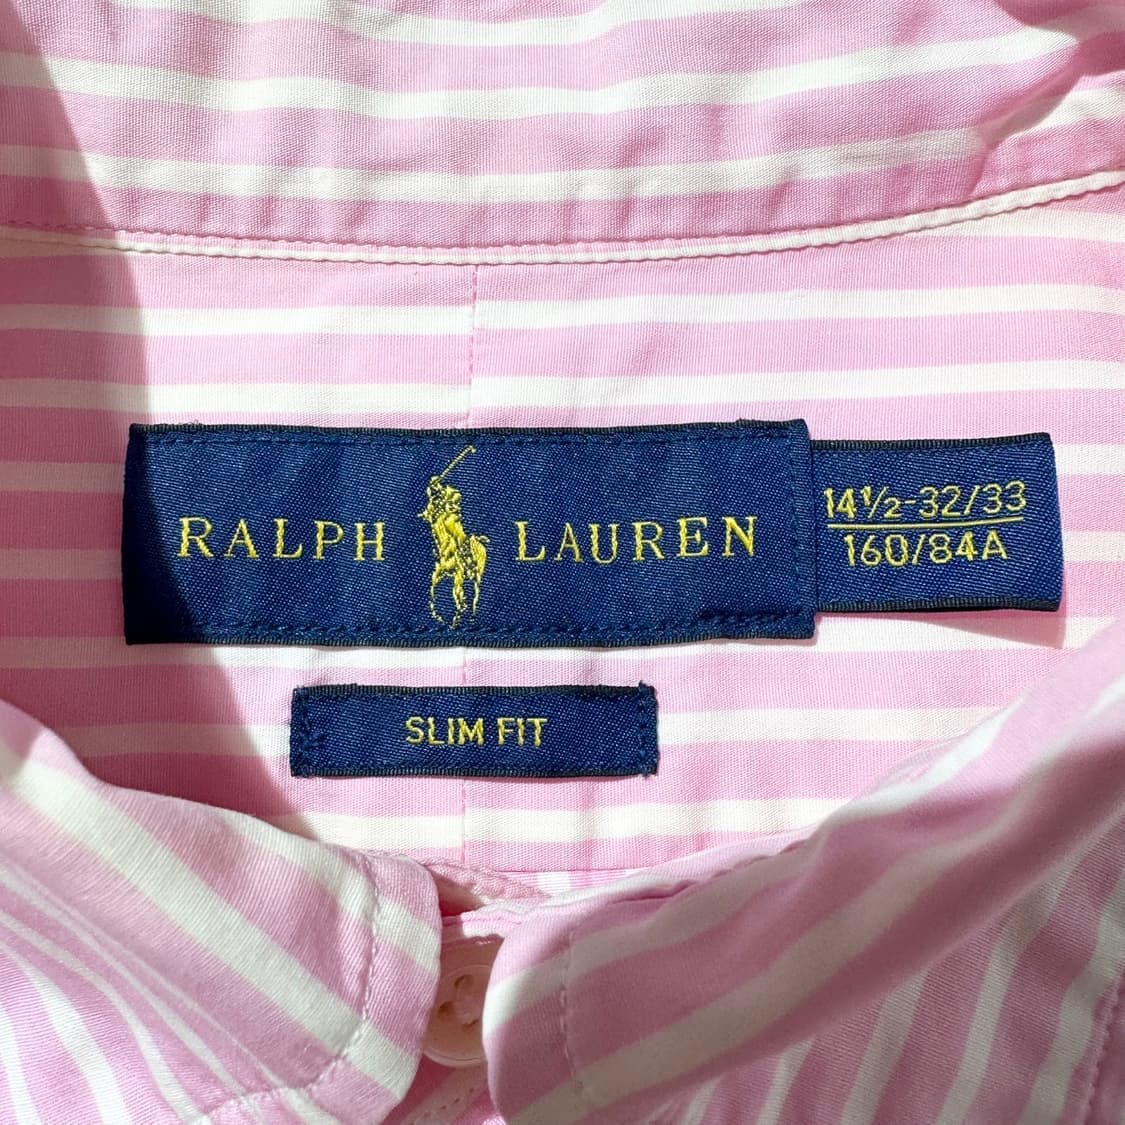 RALPH LAUREN
14½-32/33
160/84A
SLIM FIT